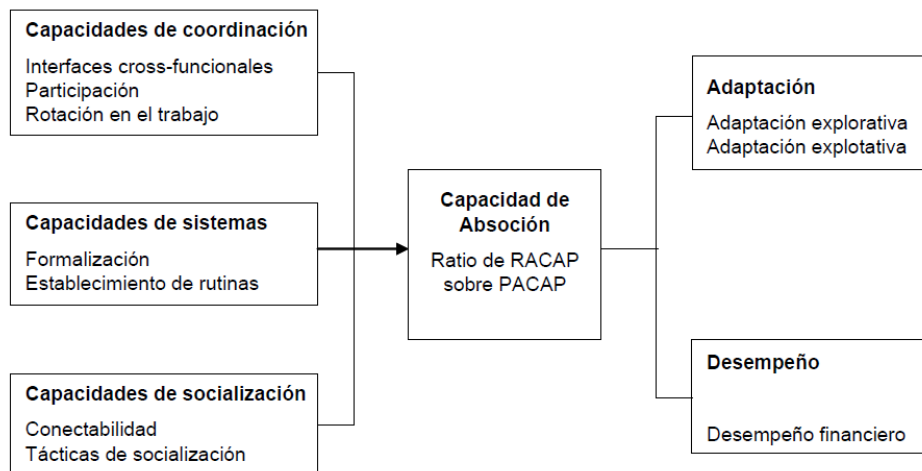 Capacidades de coordinación
Interfaces cross-funcionales
Participación
Rotación en el trabajo
Capacidades de sistemas
Formalización
Establecimiento de rutinas
Capacidades de socialización
Conectabilidad
Tácticas de socialización
Capacidad de
Absoción
Ratio de RACAP
sobre PACAP
Adaptación
Adaptación explorativa
Adaptación explotativa
Desempeño
Desempeño financiero